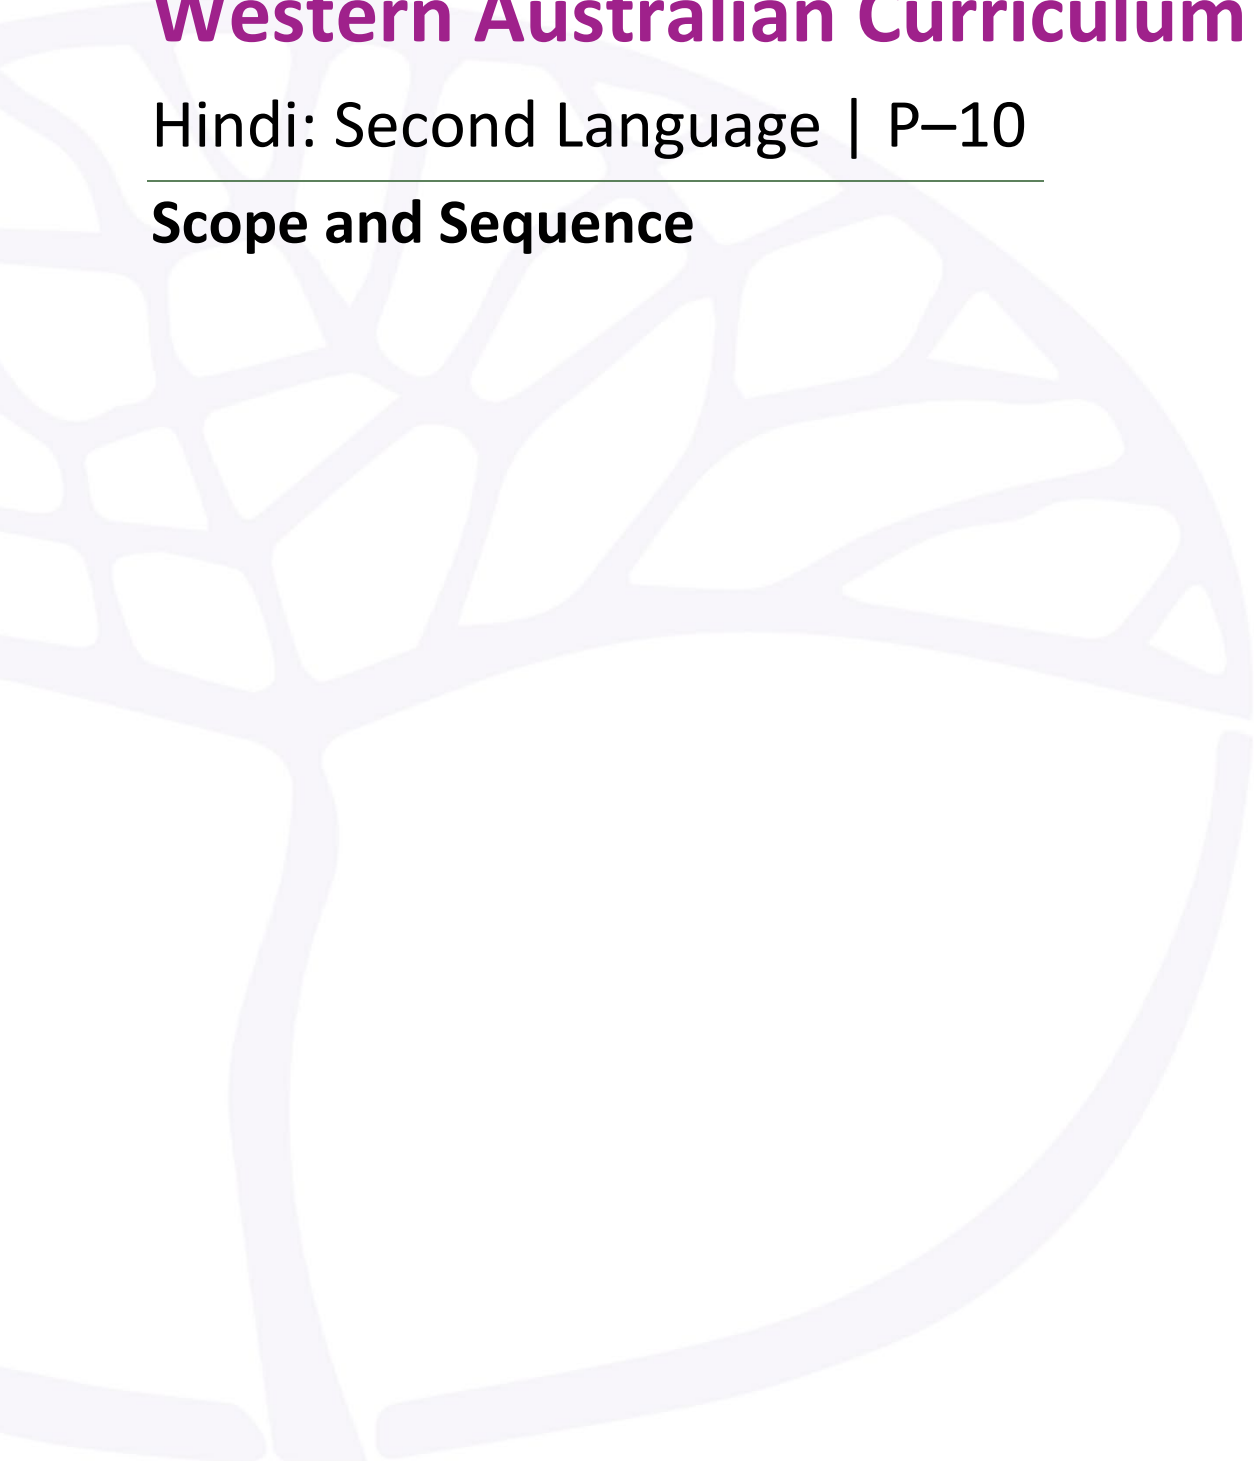 Western Australian Curriculum
Hindi: Second Language | P–10
Scope and Sequence